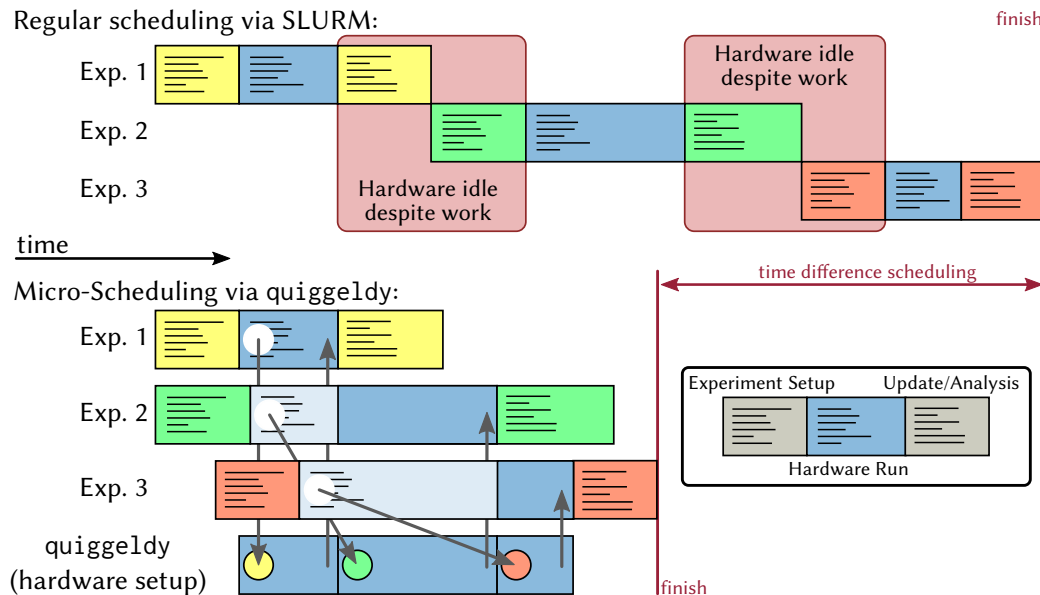 Regular scheduling via SLURM:
finish
Exp. 1
Hardware idle
despite work
Exp. 2
Hardware idle
despite work
Exp. 3
time
time difference scheduling
Micro-Scheduling via quiggeldy:
Exp. 1
Experiment Setup
Update/Analysis
Exp. 2
Hardware Run
Exp. 3
quiggeldy
(hardware setup)
finish